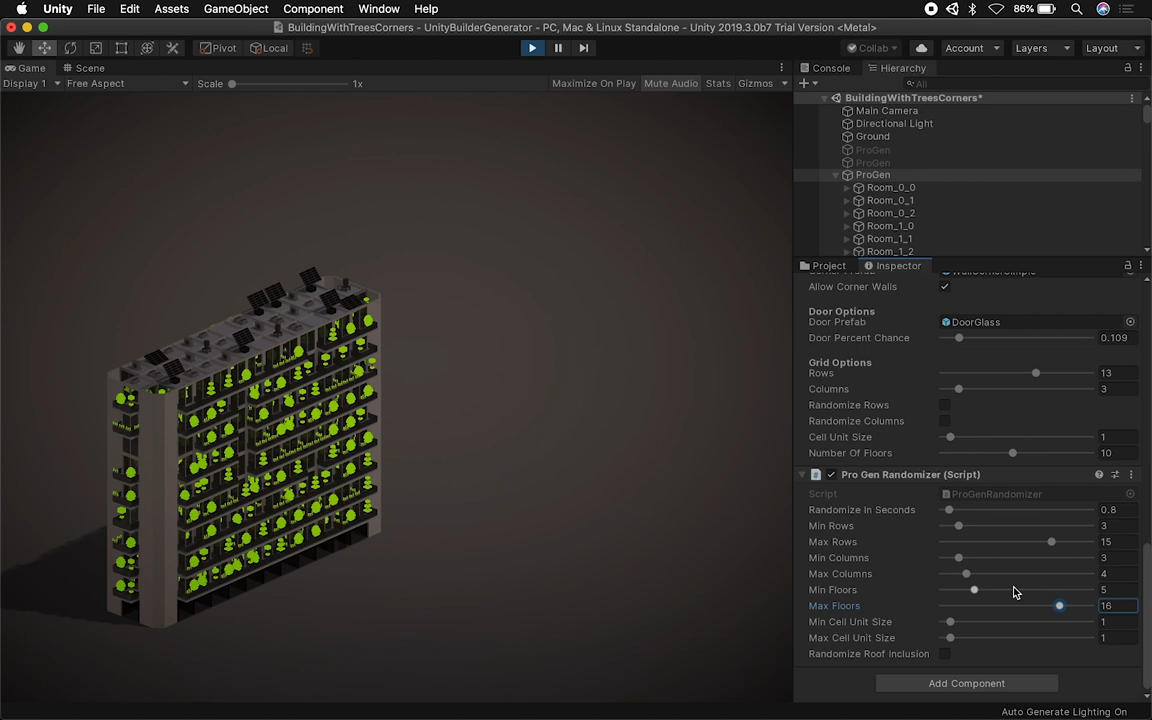 Unity File Edit Assets GameObject Component Window Help 86%
BuildingWithTreesCorners - UnityBuilderGenerator - PC, Mac & Linux Standalone - Unity 2019.3.0b7 Trial Version <Metal>
Pivot Local Collab Account Layers Layout
Game Scene Console Hierarchy
Display 1 Free Aspect Scale 1x Maximize On Play Mute Audio Stats Gizmos All
BuildingWithTreesCorners*
Main Camera
Directional Light
Ground
ProGen
ProGen
ProGen
Room_0_0
Room_0_1
Room_0_2
Room_1_0
Room_1_1
Room_1_2
Project Inspector
Allow Corner Walls
Door Options
Door Prefab DoorGlass
Door Percent Chance 0.109
Grid Options
Rows 13
Columns 3
Randomize Rows
Randomize Columns
Cell Unit Size 1
Number Of Floors 10
Pro Gen Randomizer (Script)
Script ProGenRandomizer
Randomize In Seconds 0.8
Min Rows 3
Max Rows 15
Min Columns 3
Max Columns 4
Min Floors 5
Max Floors 16
Min Cell Unit Size 1
Max Cell Unit Size 1
Randomize Roof Inclusion
Add Component
Auto Generate Lighting On